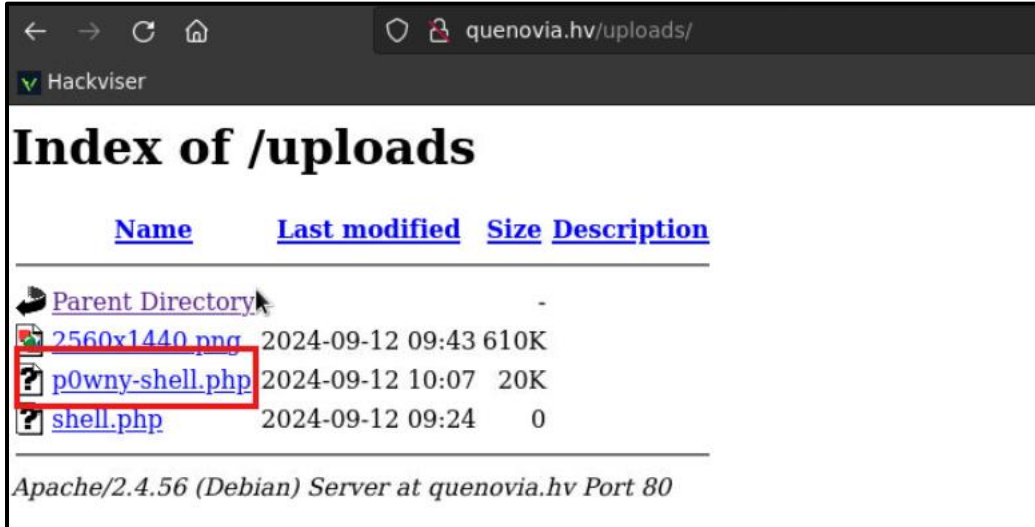 quenovia.hv/uploads/
Hackviser
Index of /uploads
Name Last modified Size Description
Parent Directory -
2560x1440.png 2024-09-12 09:43 610K
p0wny-shell.php 2024-09-12 10:07 20K
shell.php 2024-09-12 09:24 0
Apache/2.4.56 (Debian) Server at quenovia.hv Port 80